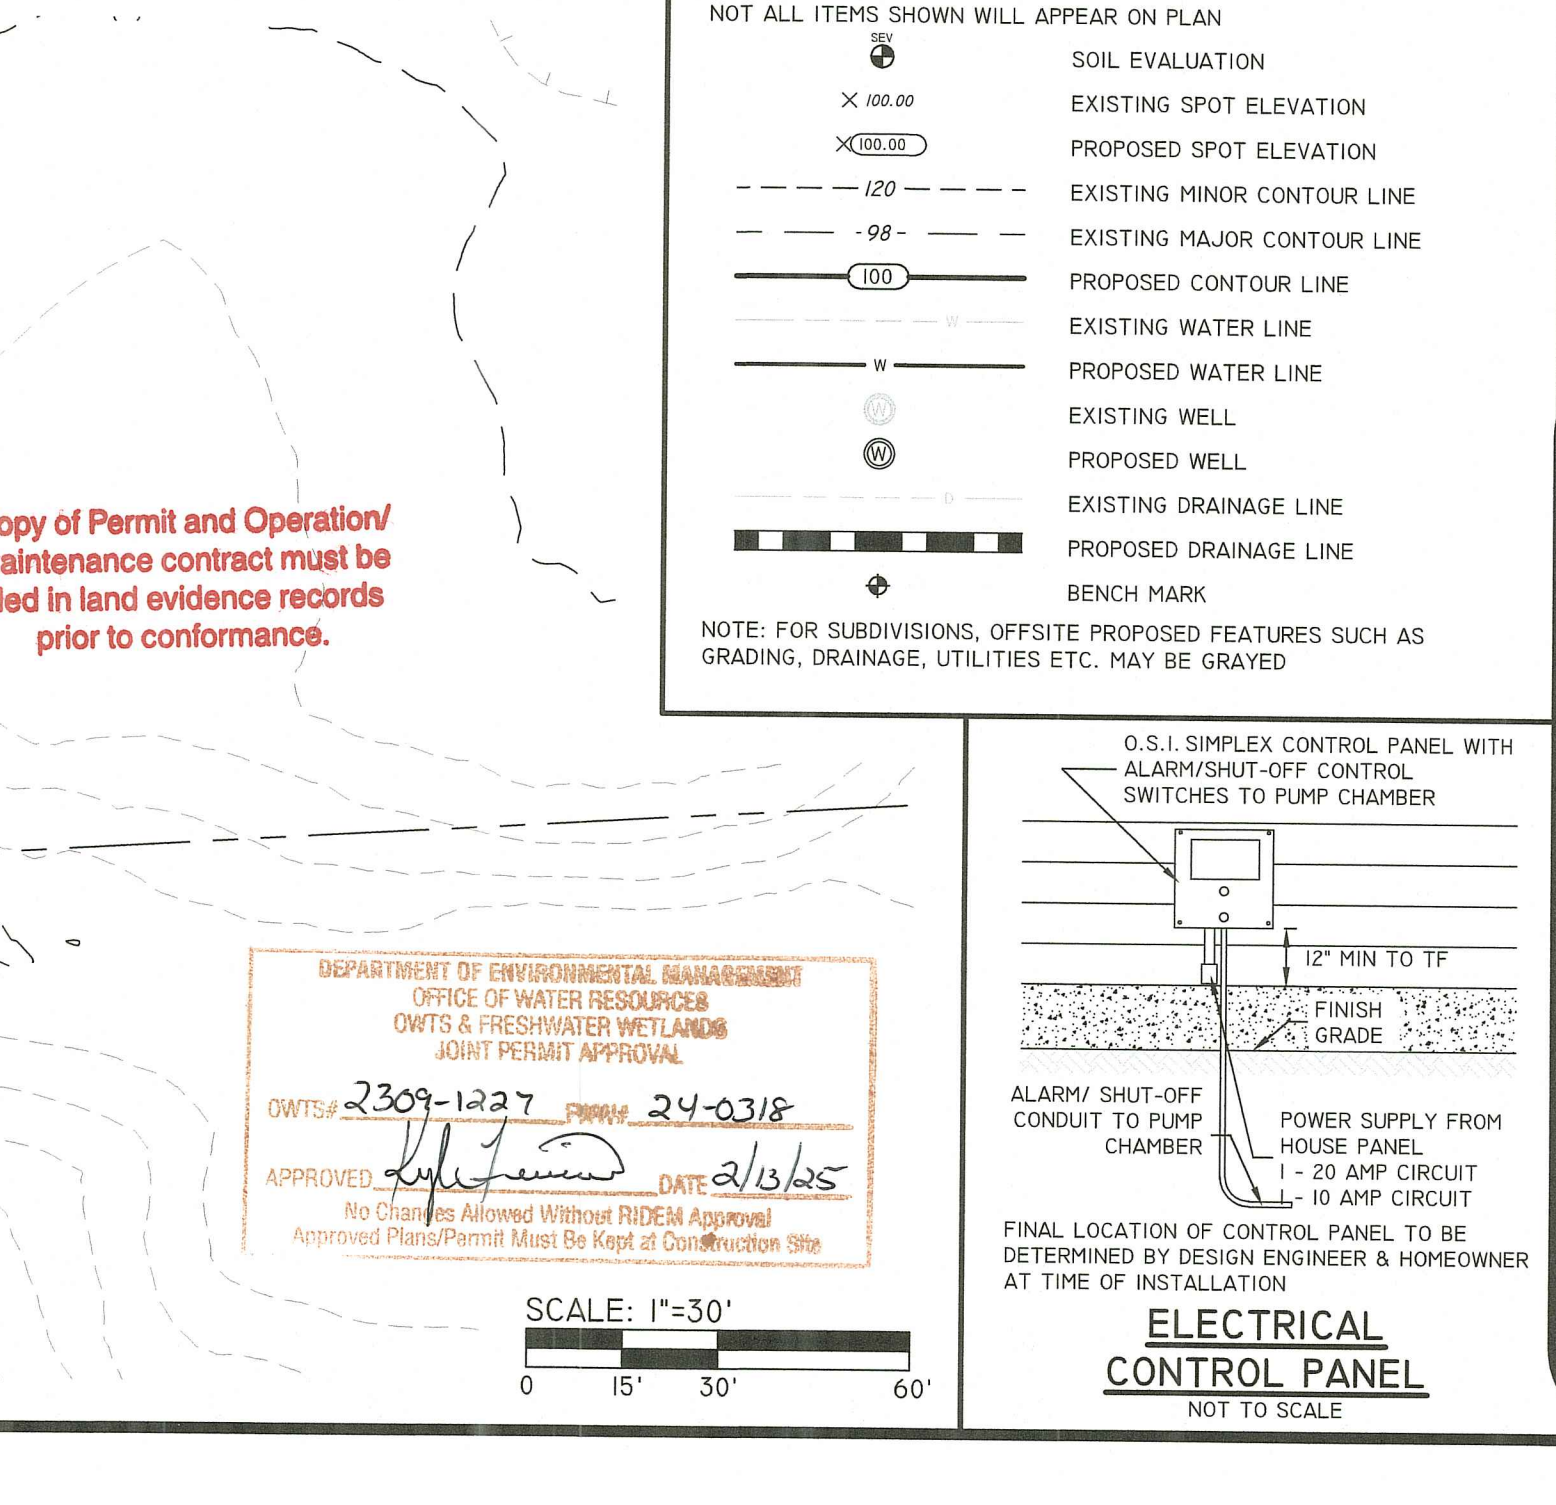 NOT ALL ITEMS SHOWN WILL APPEAR ON PLAN
SEV
SOIL EVALUATION
100.00
EXISTING SPOT ELEVATION
100.00
PROPOSED SPOT ELEVATION
120
EXISTING MINOR CONTOUR LINE
98
EXISTING MAJOR CONTOUR LINE
100
PROPOSED CONTOUR LINE
W
EXISTING WATER LINE
W
PROPOSED WATER LINE
W
EXISTING WELL
W
PROPOSED WELL
D
EXISTING DRAINAGE LINE
PROPOSED DRAINAGE LINE
BENCH MARK
NOTE: FOR SUBDIVISIONS, OFFSITE PROPOSED FEATURES SUCH AS
GRADING, DRAINAGE, UTILITIES ETC. MAY BE GRAYED
opy of Permit and Operation/
aintenance contract must be
led in land evidence records
prior to conformance.
DEPARTMENT OF ENVIRONMENTAL MANAGEMENT
OFFICE OF WATER RESOURCES
OWTS & FRESHWATER WETLANDS
JOINT PERMIT APPROVAL
OWTS# 2309-1227 24-0318
APPROVED DATE 2/13/25
No Changes Allowed Without RIDEM Approval
Approved Plans/Permit Must Be Kept at Construction Site
SCALE: 1"=30'
0 15' 30' 60'
O.S.I. SIMPLEX CONTROL PANEL WITH
ALARM/SHUT-OFF CONTROL
SWITCHES TO PUMP CHAMBER
12" MIN TO TF
FINISH
GRADE
ALARM/ SHUT-OFF
CONDUIT TO PUMP
CHAMBER
POWER SUPPLY FROM
HOUSE PANEL
1 - 20 AMP CIRCUIT
1 - 10 AMP CIRCUIT
FINAL LOCATION OF CONTROL PANEL TO BE
DETERMINED BY DESIGN ENGINEER & HOMEOWNER
AT TIME OF INSTALLATION
ELECTRICAL
CONTROL PANEL
NOT TO SCALE